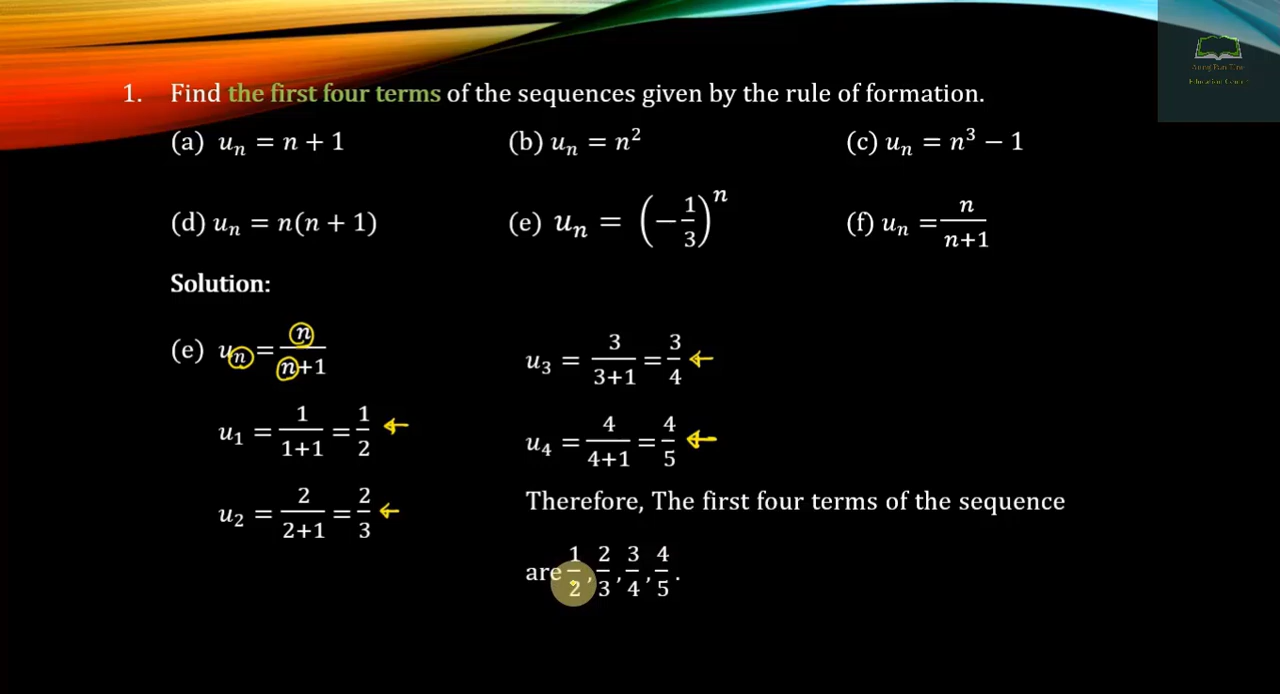 1. Find the first four terms of the sequences given by the rule of formation.
(a) uₙ = n + 1 (b) uₙ = n² (c) uₙ = n³ − 1
(d) uₙ = n(n + 1) (e) uₙ = (−1/3)ⁿ (f) uₙ = n/(n+1)
Solution:
(e) uₙ = n/(n+1)
u₁ = 1/(1+1) = 1/2
u₂ = 2/(2+1) = 2/3
u₃ = 3/(3+1) = 3/4
u₄ = 4/(4+1) = 4/5
Therefore, The first four terms of the sequence
are 1/2, 2/3, 3/4, 4/5.